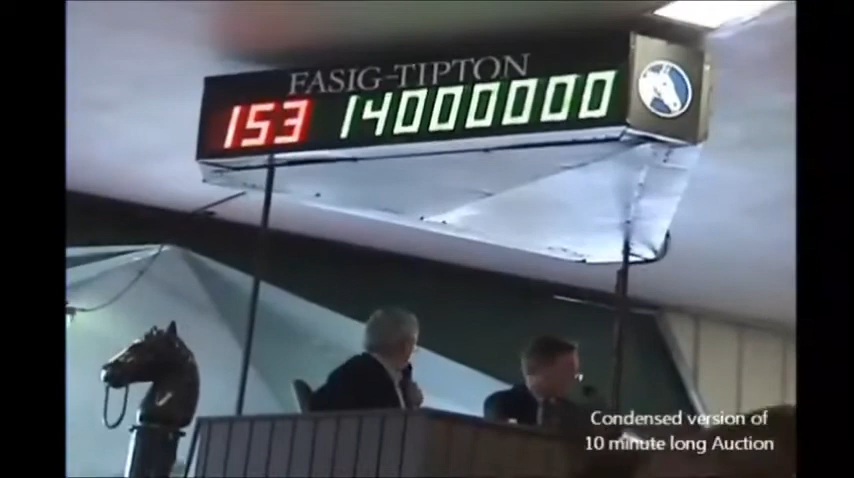 FASIG-TIPTON
153 14000000
Condensed version of
10 minute long Auction